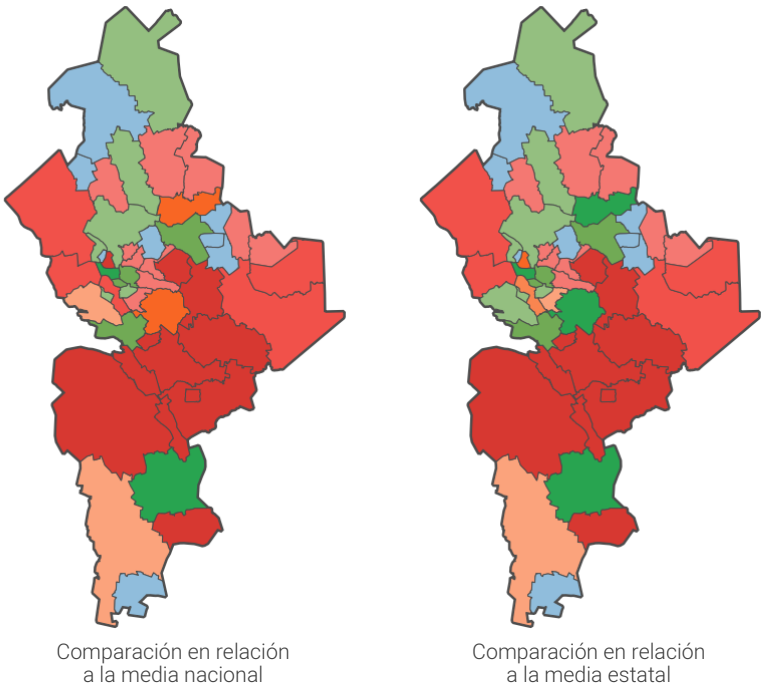 Comparación en relación
a la media nacional
Comparación en relación
a la media estatal